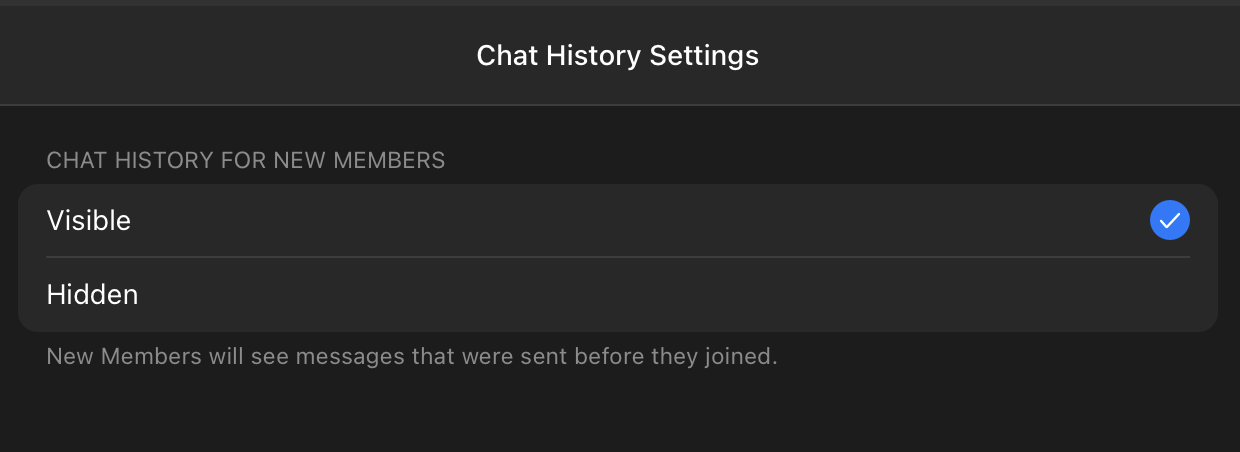 Chat History Settings
CHAT HISTORY FOR NEW MEMBERS
Visible
Hidden
New Members will see messages that were sent before they joined.